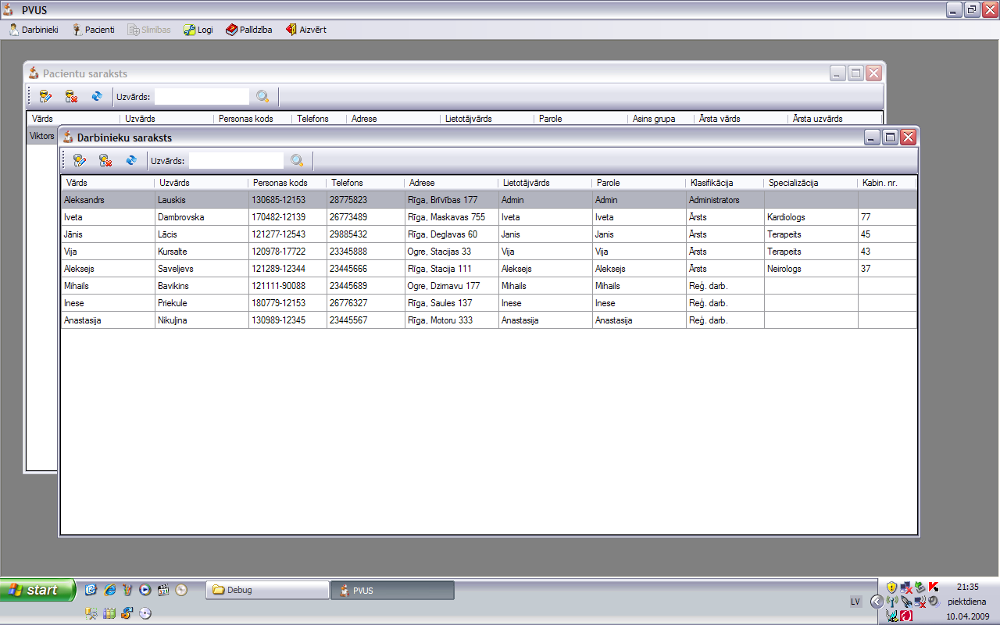 PVUS
Darbinieki Pacienti Slimības Logi Palīdzība Aizvērt
Pacientu saraksts
Uzvārds:
Vārds Uzvārds Personas kods Telefons Adrese Lietotājvārds Parole Asins grupa Ārsta vārds Ārsta uzvārds
Viktors
Darbinieku saraksts
Uzvārds:
Vārds Uzvārds Personas kods Telefons Adrese Lietotājvārds Parole Klasifikācija Specializācija Kabin. nr.
Aleksandrs Lauskis 130685-12153 28775823 Rīga, Brīvības 177 Admin Admin Administrators
Iveta Dambrovska 170482-12139 26773489 Rīga, Maskavas 755 Iveta Iveta Ārsts Kardiologs 77
Jānis Lācis 121277-12543 29885432 Rīga, Deglavas 60 Janis Janis Ārsts Terapeits 45
Vija Kursalte 120978-17722 23345888 Ogre, Stacijas 33 Vija Vija Ārsts Terapeits 43
Aleksejs Saveljevs 121289-12344 23445666 Rīga, Stacija 111 Aleksejs Aleksejs Ārsts Neirologs 37
Mihails Bavikins 121111-90088 23445689 Ogre, Dzirnavu 177 Mihails Mihails Reģ. darb.
Inese Priekule 180779-12153 26776327 Rīga, Saules 137 Inese Inese Reģ. darb.
Anastasija Nikuļina 130989-12345 23445567 Rīga, Motoru 333 Anastasija Anastasija Reģ. darb.
start Debug PVUS LV 21:35
piektdiena
10.04.2009